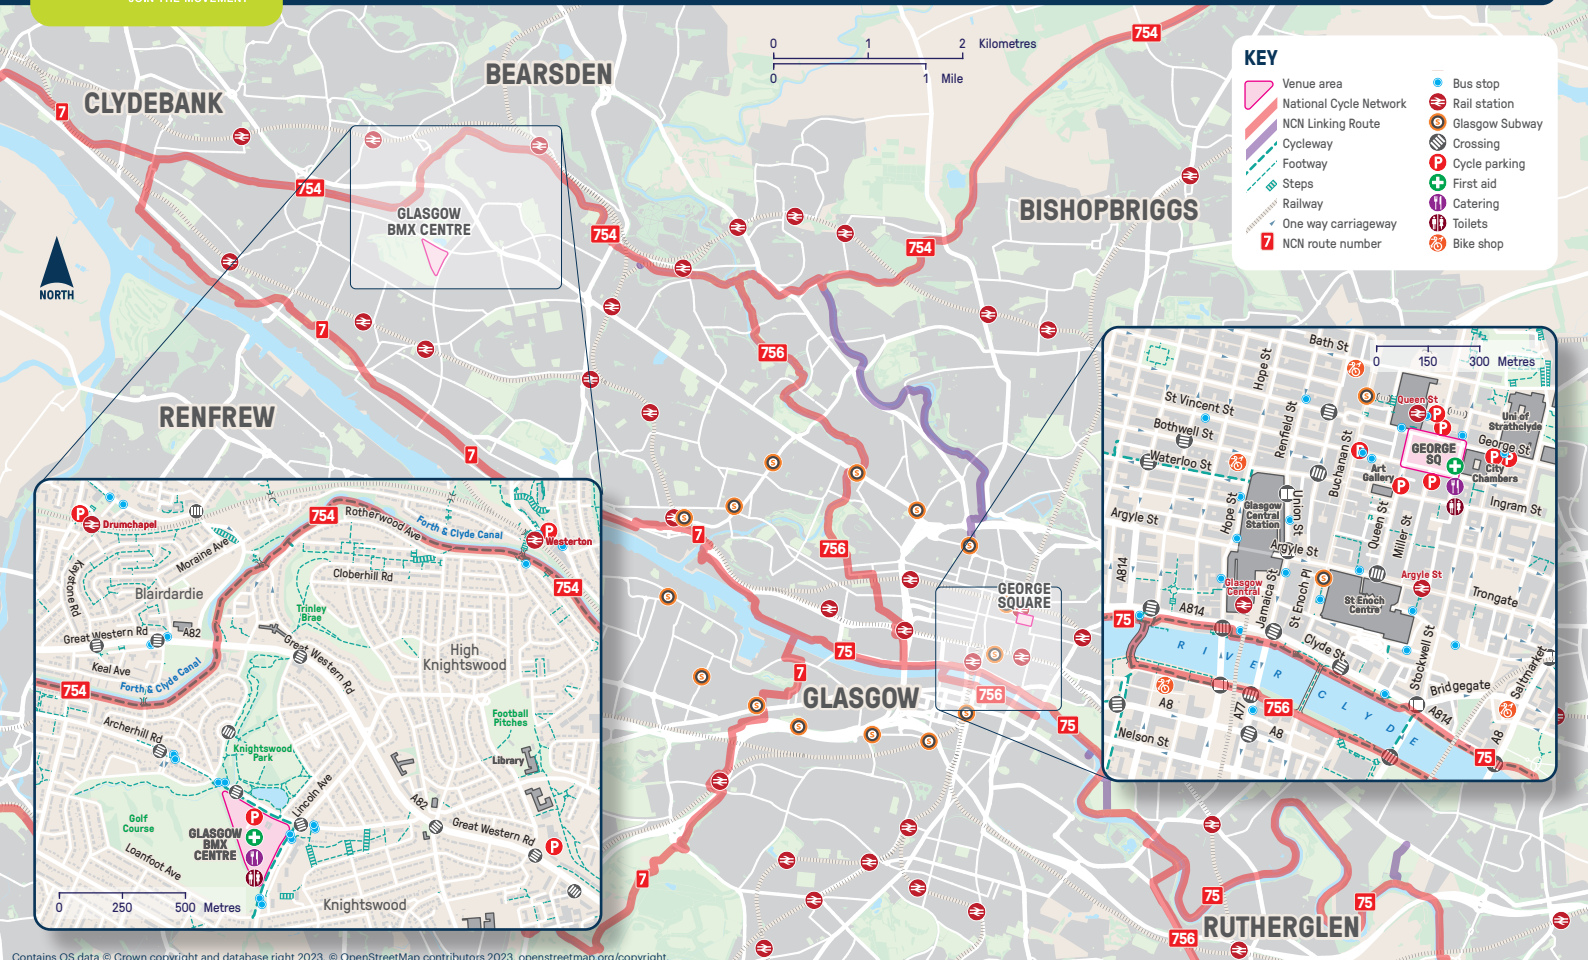 JOIN THE MOVEMENT
BEARSDEN
CLYDEBANK
BISHOPBRIGGS
RENFREW
GLASGOW
RUTHERGLEN
GLASGOW
BMX CENTRE
GEORGE
SQUARE
NORTH
0 1 2 Kilometres
0 1 Mile
7
754
754
754
754
7
7
756
756
7
75
7
756
75
7
75
75
756
KEY
Venue area
National Cycle Network
NCN Linking Route
Cycleway
Footway
Steps
Railway
One way carriageway
7 NCN route number
Bus stop
Rail station
S Glasgow Subway
Crossing
P Cycle parking
First aid
Catering
Toilets
Bike shop
Drumchapel
754
Rotherwood Ave
Forth & Clyde Canal
Westerton
Moraine Ave
Kaystone Rd
Cloberhill Rd
754
Blairdardie
Trinley
Brae
Great Western Rd
A82
Great Western Rd
High
Knightswood
Keal Ave
Forth & Clyde Canal
754
Archerhill Rd
Knightswood
Park
Football
Pitches
Library
Lincoln Ave
A82
Great Western Rd
Golf
Course
GLASGOW
BMX
CENTRE
Loanfoot Ave
Knightswood
0 250 500 Metres
Bath St
0 150 300 Metres
Hope St
St Vincent St
Renfield St
Queen St
Uni of
Strathclyde
Bothwell St
George St
GEORGE
SQ
Waterloo St
Buchanan St
Art
Gallery
City
Chambers
Hope St
Union St
Glasgow
Central
Station
Queen St
Miller St
Ingram St
Argyle St
Argyle St
A814
Glasgow
Central
Jamaica St
St Enoch Pl
St Enoch
Centre
Argyle St
Trongate
75
A814
Clyde St
Stockwell St
Saltmarket
RIVER CLYDE
Bridgegate
A8
A77
756
A8
A814
A8
Nelson St
75
Contains OS data © Crown copyright and database right 2023, © OpenStreetMap contributors 2023, openstreetmap.org/copyright